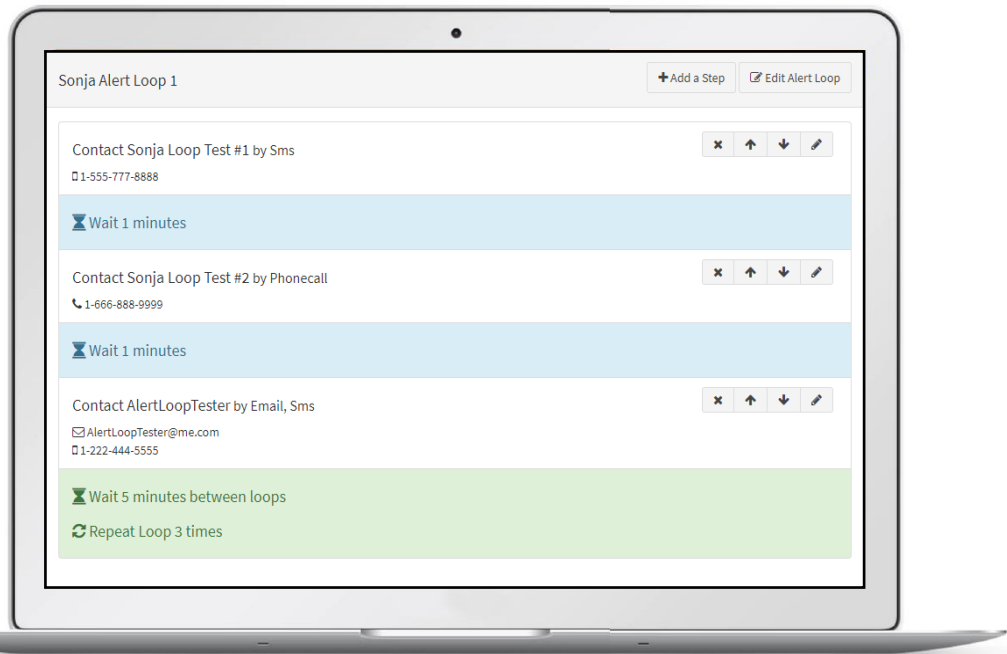 Sonja Alert Loop 1
Add a Step
Edit Alert Loop
Contact Sonja Loop Test #1 by Sms
1-555-777-8888
Wait 1 minutes
Contact Sonja Loop Test #2 by Phonecall
1-666-888-9999
Wait 1 minutes
Contact AlertLoopTester by Email, Sms
AlertLoopTester@me.com
1-222-444-5555
Wait 5 minutes between loops
Repeat Loop 3 times